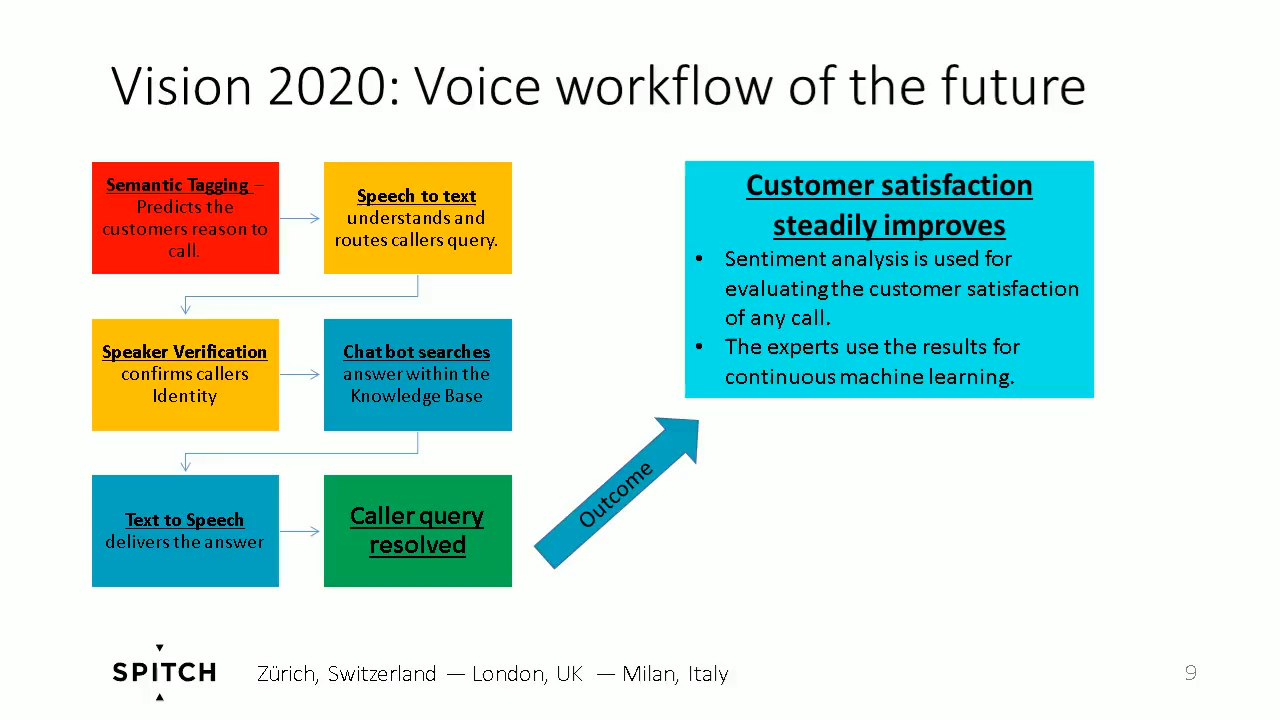 Vision 2020: Voice workflow of the future
Semantic Tagging –
Predicts the
customers reason to
call.
Speech to text
understands and
routes callers query.
Speaker Verification
confirms callers
Identity
Chat bot searches
answer within the
Knowledge Base
Text to Speech
delivers the answer
Caller query
resolved
Outcome
Customer satisfaction
steadily improves
• Sentiment analysis is used for
evaluating the customer satisfaction
of any call.
• The experts use the results for
continuous machine learning.
SPITCH
Zürich, Switzerland — London, UK — Milan, Italy
9